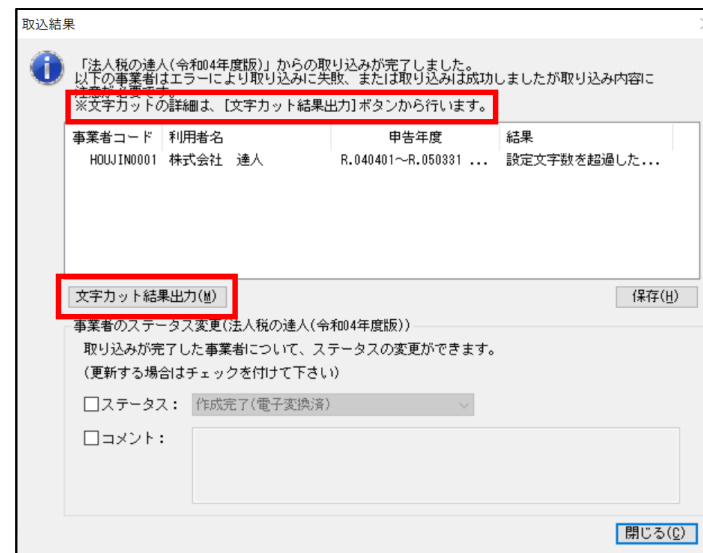 取込結果
「法人税の達人(令和04年度版)」からの取り込みが完了しました。
以下の事業者はエラーにより取り込みに失敗、または取り込みは成功しましたが取り込み内容に
注意が必要です。
※文字カットの詳細は、[文字カット結果出力]ボタンから行います。
事業者コード 利用者名 申告年度 結果
HOUJIN0001 株式会社 達人 R.040401～R.050331 ... 設定文字数を超過した...
文字カット結果出力(M) 保存(H)
事業者のステータス変更(法人税の達人(令和04年度版))
取り込みが完了した事業者について、ステータスの変更ができます。
(更新する場合はチェックを付けて下さい)
ステータス： 作成完了(電子変換済)
コメント：
閉じる(C)